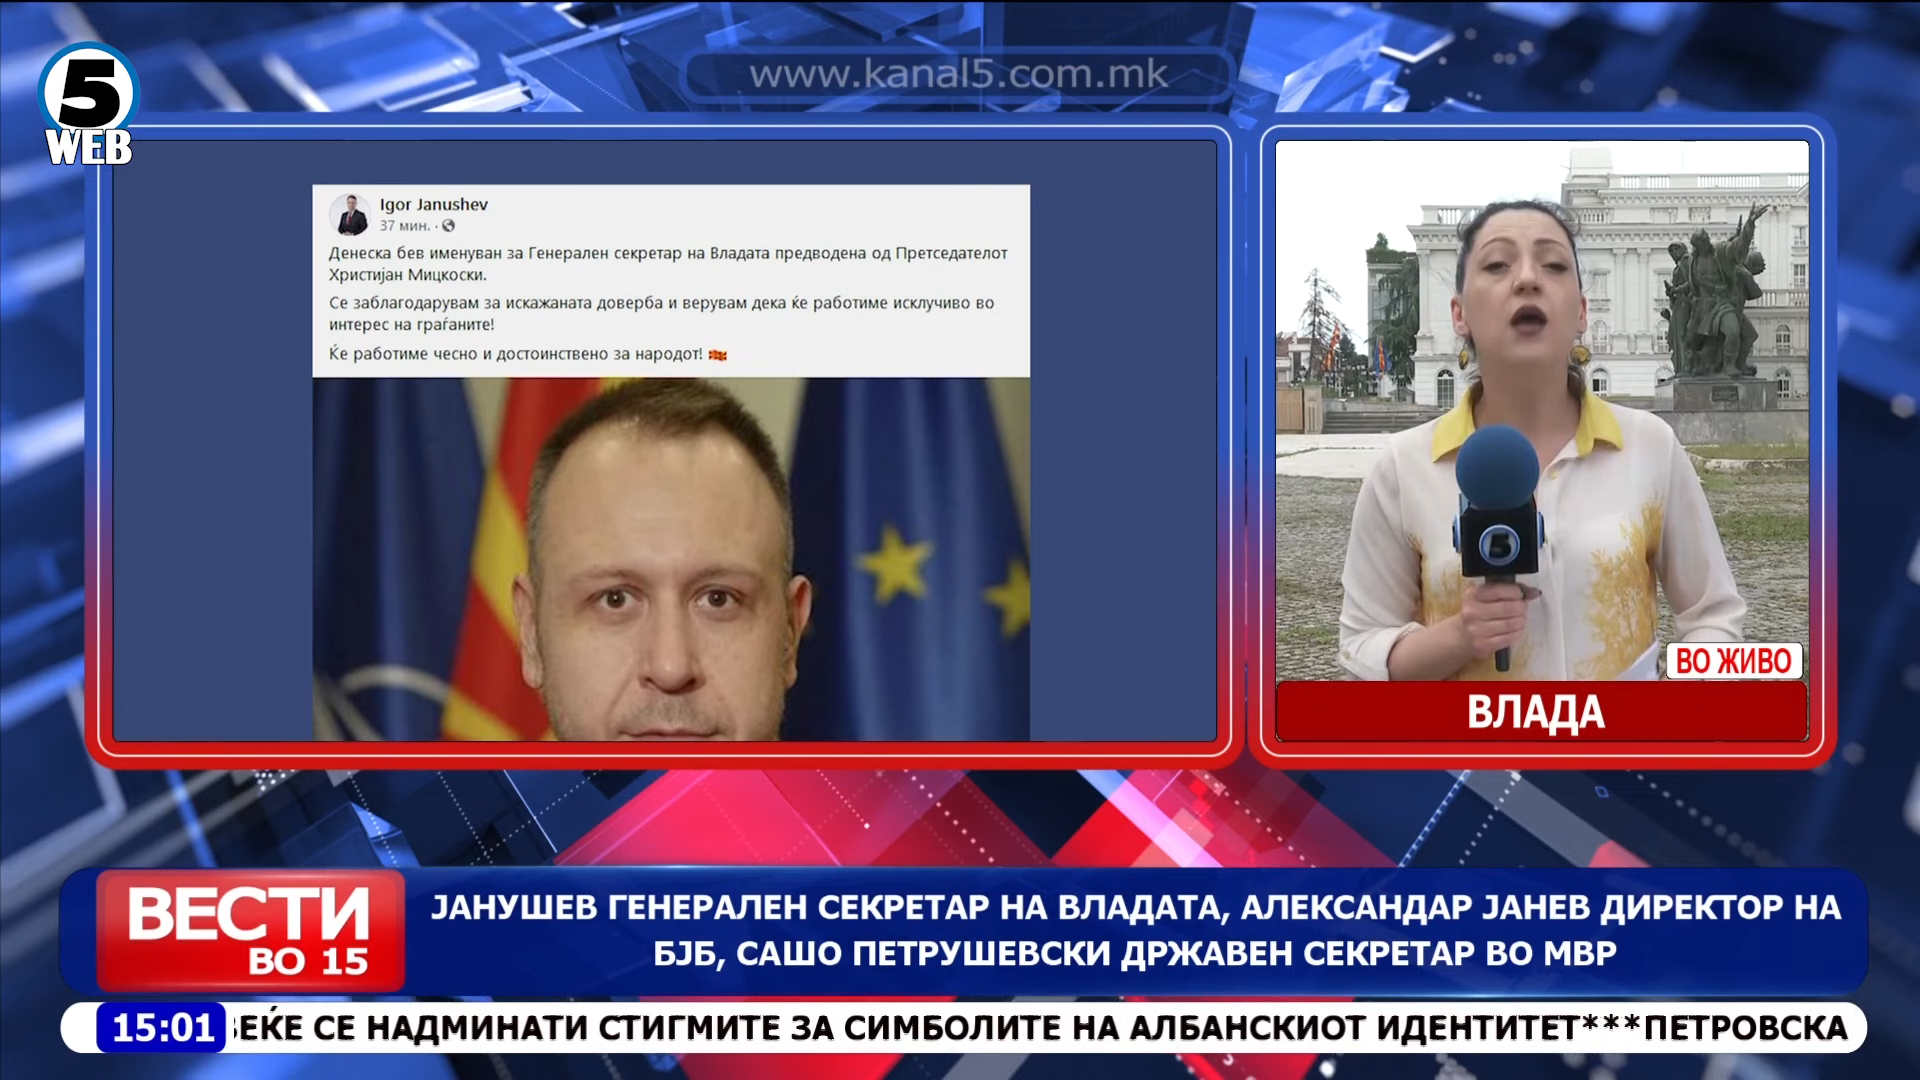 www.kanal5.com.mk
5
WEB
Igor Janushev
37 мин. ·
Денеска бев именуван за Генерален секретар на Владата предводена од Претседателот
Христијан Мицкоски.
Се заблагодарувам за искажаната доверба и верувам дека ќе работиме исклучиво во
интерес на граѓаните!
Ќе работиме чесно и достоинствено за народот!
5
ВО ЖИВО
ВЛАДА
ВЕСТИ
ВО 15
ЈАНУШЕВ ГЕНЕРАЛЕН СЕКРЕТАР НА ВЛАДАТА, АЛЕКСАНДАР ЈАНЕВ ДИРЕКТОР НА
БЈБ, САШО ПЕТРУШЕВСКИ ДРЖАВЕН СЕКРЕТАР ВО МВР
15:01 ВЕЌЕ СЕ НАДМИНАТИ СТИГМИТЕ ЗА СИМБОЛИТЕ НА АЛБАНСКИОТ ИДЕНТИТЕТ***ПЕТРОВСКА